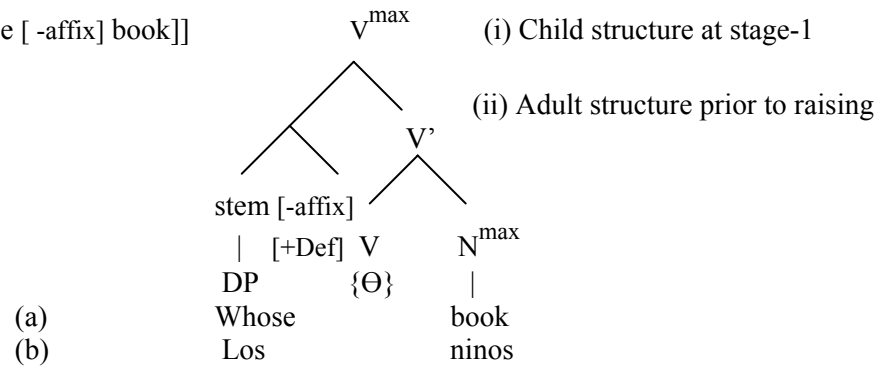 e [ -affix] book]] V^max (i) Child structure at stage-1
(ii) Adult structure prior to raising
V’
stem [-affix]
| [+Def] V N^max
DP {Ө} |
(a) Whose book
(b) Los ninos